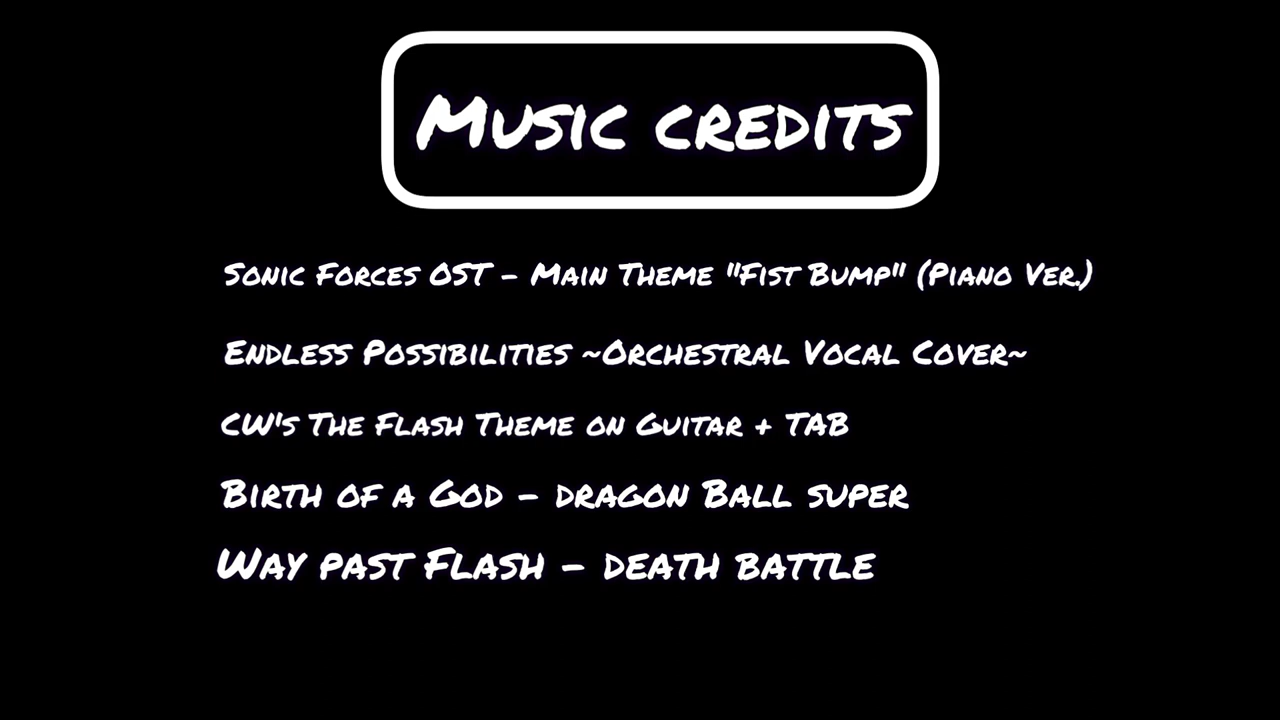 Music credits
Sonic Forces OST - Main Theme "Fist Bump" (Piano Ver.)
Endless Possibilities ~Orchestral Vocal Cover~
CW's The Flash Theme on Guitar + TAB
Birth of a God - dragon Ball super
Way past Flash - death battle